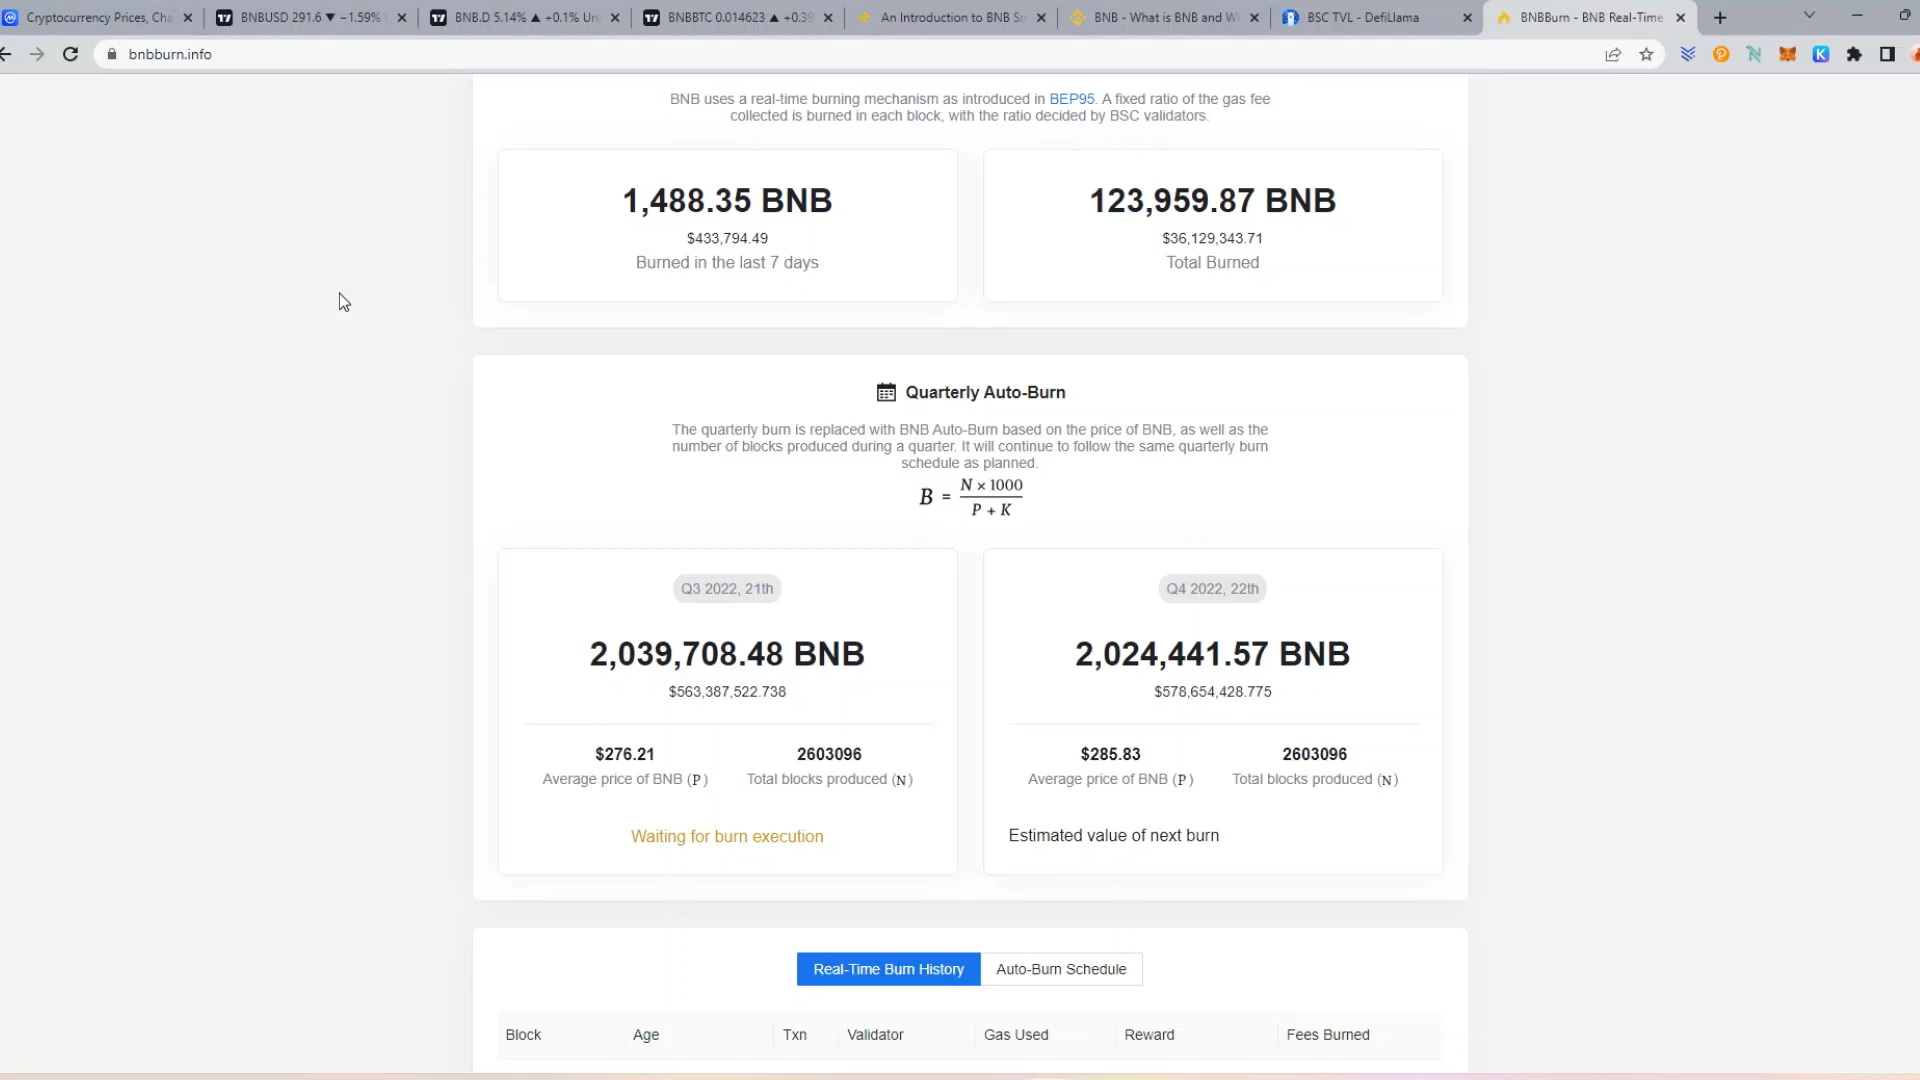 Cryptocurrency Prices, Cha
BNBUSD 291.6 ▼ −1.59%
BNB.D 5.14% ▲ +0.1% Un
BNBBTC 0.014623 ▲ +0.39
An Introduction to BNB Sm
BNB - What is BNB and Wh
BSC TVL - DefiLlama
BNBBurn - BNB Real-Time
bnbburn.info
BNB uses a real-time burning mechanism as introduced in BEP95. A fixed ratio of the gas fee
collected is burned in each block, with the ratio decided by BSC validators.
1,488.35 BNB
$433,794.49
Burned in the last 7 days
123,959.87 BNB
$36,129,343.71
Total Burned
Quarterly Auto-Burn
The quarterly burn is replaced with BNB Auto-Burn based on the price of BNB, as well as the
number of blocks produced during a quarter. It will continue to follow the same quarterly burn
schedule as planned.
B = N × 1000 / P + K
Q3 2022, 21th
2,039,708.48 BNB
$563,387,522.738
$276.21
Average price of BNB (P)
2603096
Total blocks produced (N)
Waiting for burn execution
Q4 2022, 22th
2,024,441.57 BNB
$578,654,428.775
$285.83
Average price of BNB (P)
2603096
Total blocks produced (N)
Estimated value of next burn
Real-Time Burn History
Auto-Burn Schedule
Block Age Txn Validator Gas Used Reward Fees Burned